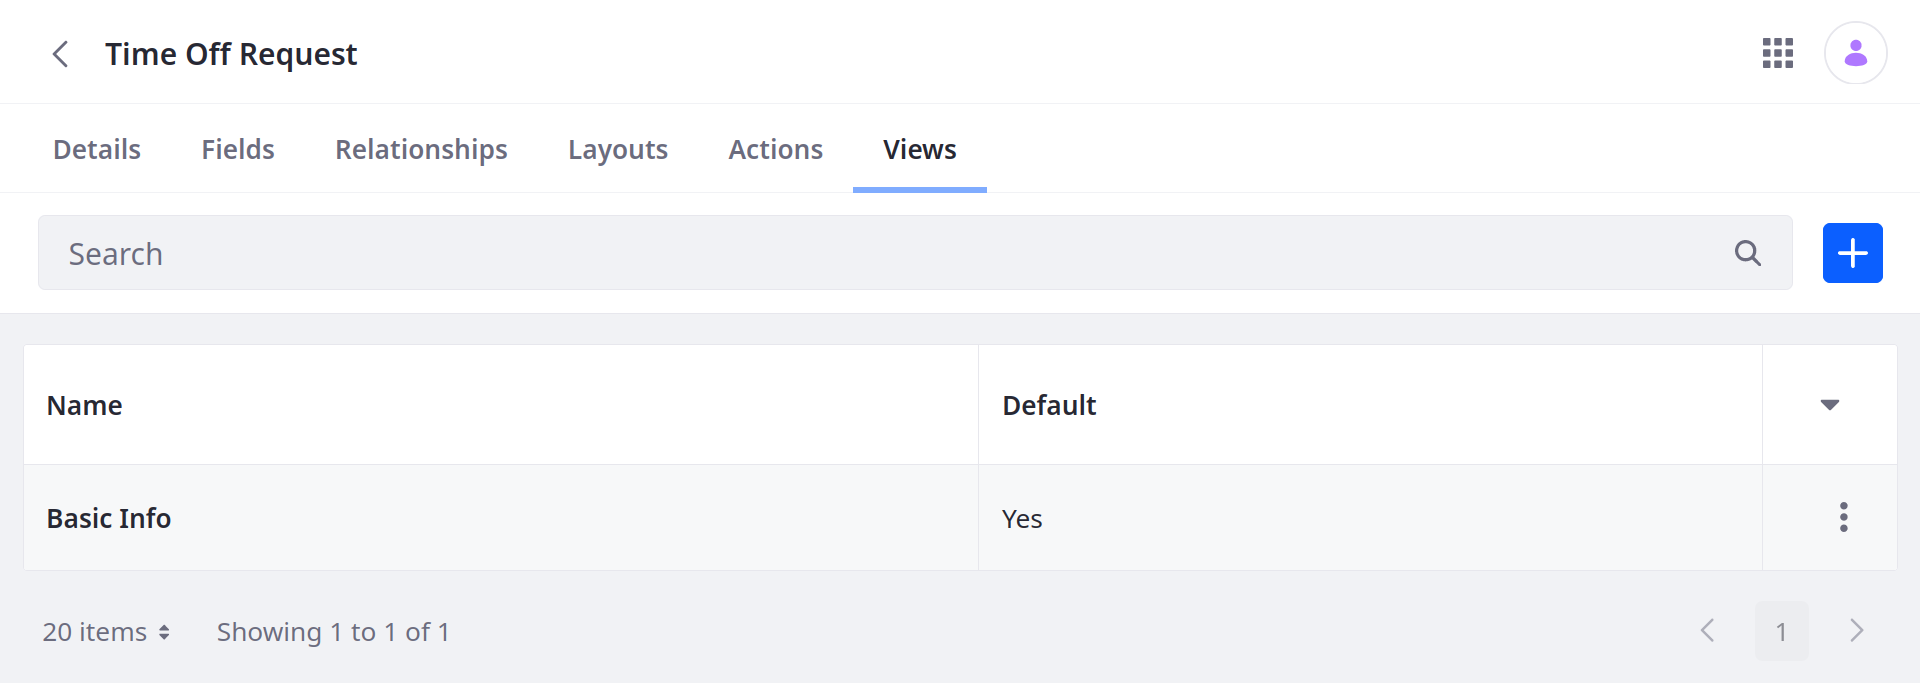 Time Off Request
Details Fields Relationships Layouts Actions Views
Search
Name Default
Basic Info Yes
20 items Showing 1 to 1 of 1 1